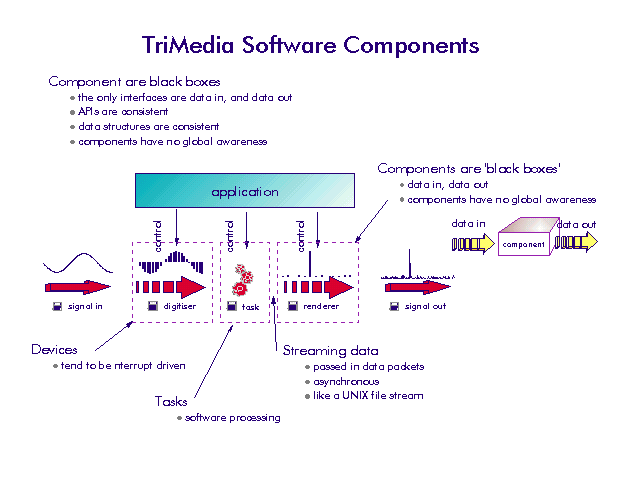 TriMedia Software Components
Component are black boxes
the only interfaces are data in, and data out
APIs are consistent
data structures are consistent
components have no global awareness
Components are 'black boxes'
data in, data out
components have no global awareness
application
control
control
control
data in
data out
component
signal in
digitiser
task
renderer
signal out
Devices
tend to be nterrupt driven
Streaming data
passed in data packets
asynchronous
like a UNIX file stream
Tasks
software processing